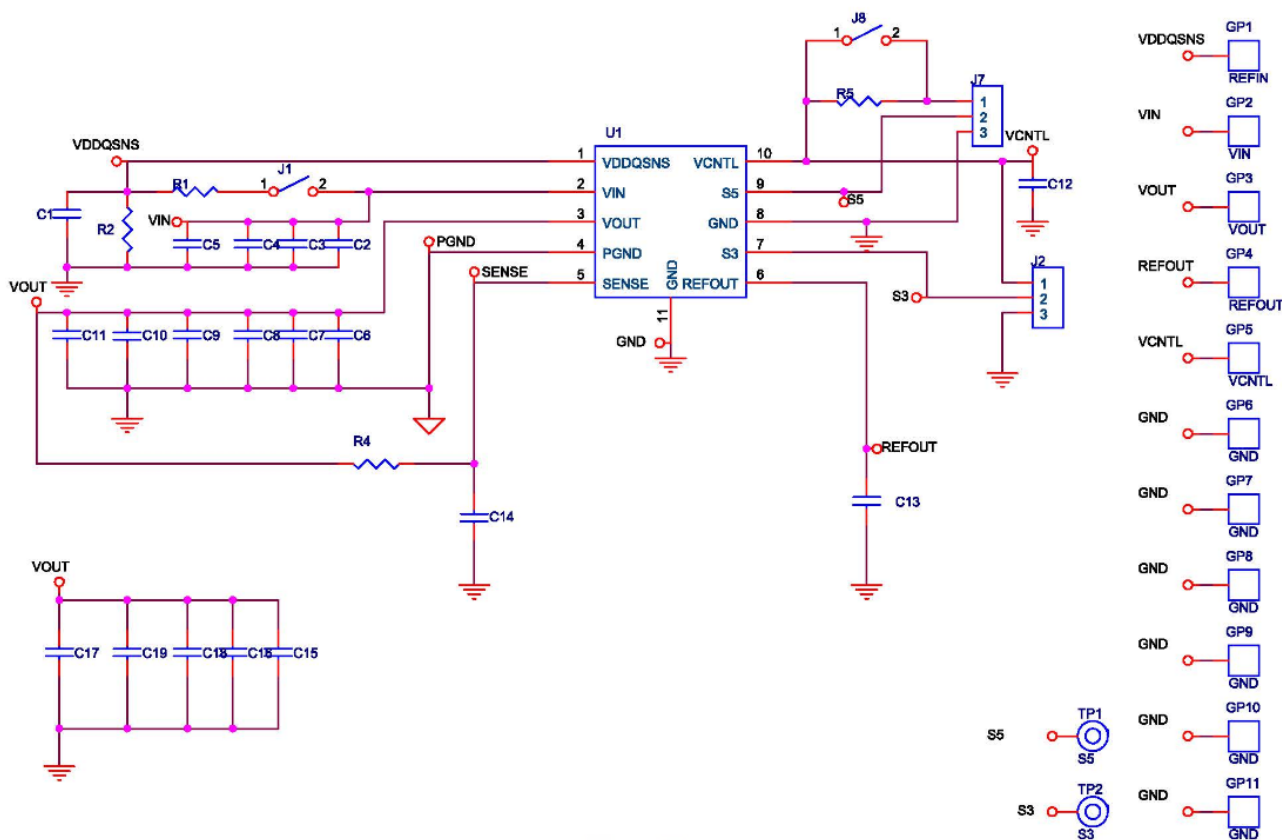 J8
1 2
GP1
VDDQSNS
REFIN
R5
J7
1
2
3
GP2
VIN
VIN
U1
VCNTL
VDDQSNS
1 VDDQSNS VCNTL 10
R1 1 J1 2
2 VIN S5 9
C12
S5
GP3
VOUT
VOUT
C1
R2
VIN
C5 C4 C3 C2
3 VOUT GND 8
PGND
4 PGND S3 7
SENSE
5 SENSE GND REFOUT 6
11
GND
J2
1
2
3
S3
GP4
REFOUT
REFOUT
VOUT
C11 C10 C9 C8 C7 C6
GP5
VCNTL
VCNTL
GP6
GND
GND
R4
REFOUT
C14
C13
GP7
GND
GND
VOUT
C17 C19 C18 C16 C15
GP8
GND
GND
GP9
GND
GND
TP1
S5
S5
GP10
GND
GND
TP2
S3
S3
GP11
GND
GND